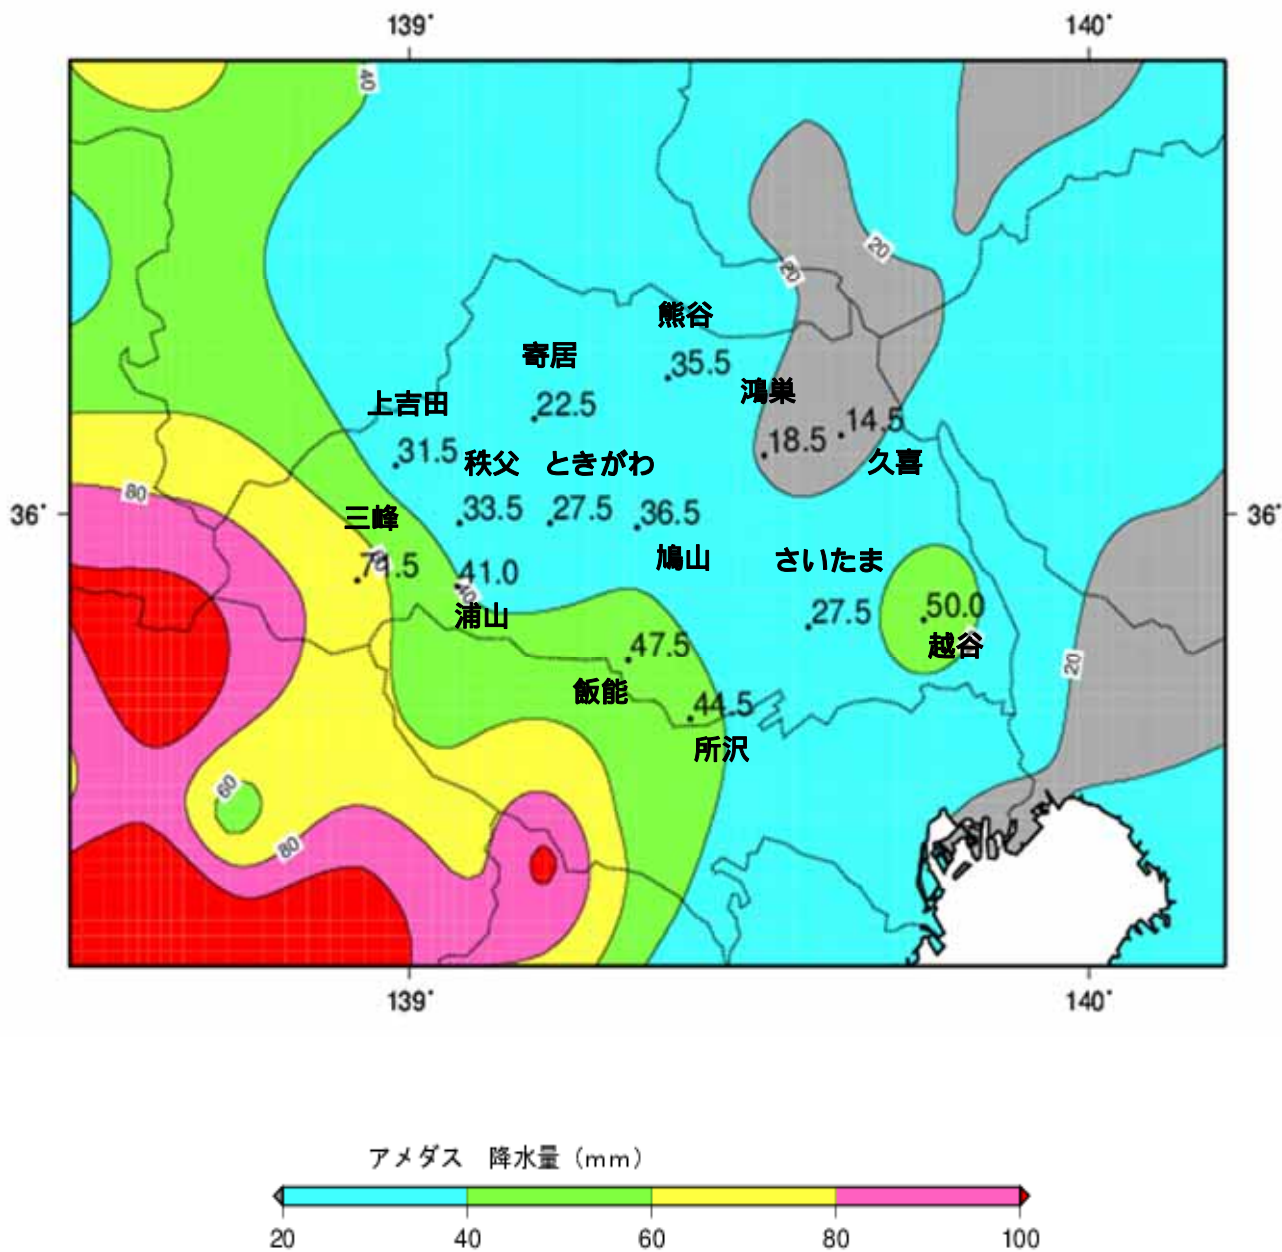 139°
140°
40
20
20
熊谷
35.5
寄居
22.5
鴻巣
18.5
14.5
久喜
上吉田
31.5
秩父
33.5
ときがわ
27.5
36.5
鳩山
80
36°
36°
三峰
41.0
40
浦山
さいたま
27.5
50.0
越谷
20
47.5
飯能
44.5
所沢
60
80
139°
140°
アメダス 降水量（mm）
20
40
60
80
100